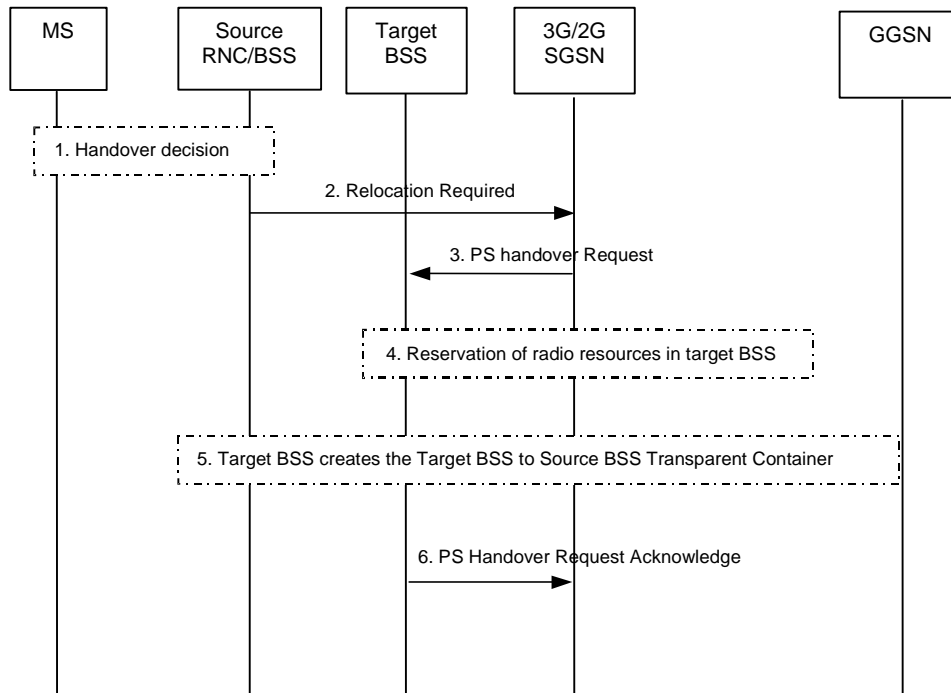 MS
Source
RNC/BSS
Target
BSS
3G/2G
SGSN
GGSN
1. Handover decision
2. Relocation Required
3. PS handover Request
4. Reservation of radio resources in target BSS
5. Target BSS creates the Target BSS to Source BSS Transparent Container
6. PS Handover Request Acknowledge